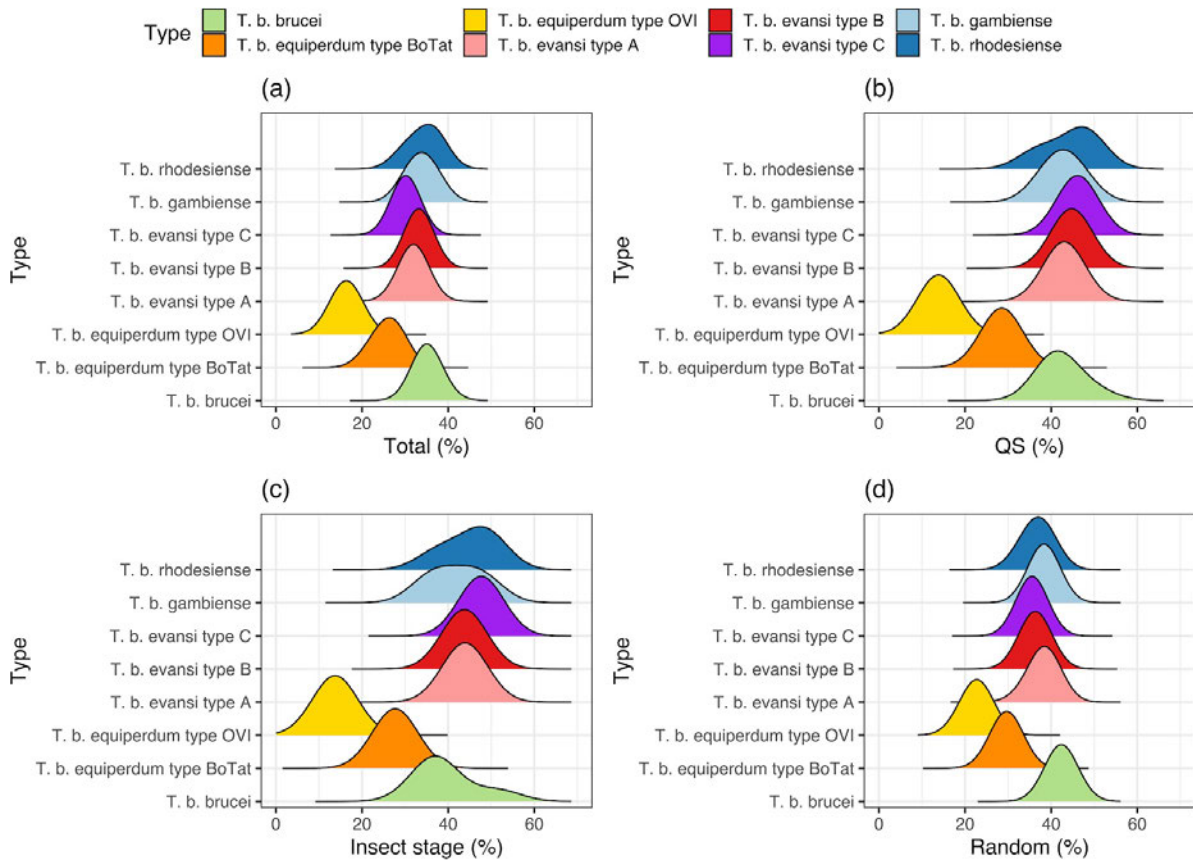 Type
T. b. brucei
T. b. equiperdum type OVI
T. b. evansi type B
T. b. gambiense
T. b. equiperdum type BoTat
T. b. evansi type A
T. b. evansi type C
T. b. rhodesiense
(a)
Type
T. b. rhodesiense
T. b. gambiense
T. b. evansi type C
T. b. evansi type B
T. b. evansi type A
T. b. equiperdum type OVI
T. b. equiperdum type BoTat
T. b. brucei
0 20 40 60
Total (%)
(b)
Type
T. b. rhodesiense
T. b. gambiense
T. b. evansi type C
T. b. evansi type B
T. b. evansi type A
T. b. equiperdum type OVI
T. b. equiperdum type BoTat
T. b. brucei
0 20 40 60
QS (%)
(c)
Type
T. b. rhodesiense
T. b. gambiense
T. b. evansi type C
T. b. evansi type B
T. b. evansi type A
T. b. equiperdum type OVI
T. b. equiperdum type BoTat
T. b. brucei
0 20 40 60
Insect stage (%)
(d)
Type
T. b. rhodesiense
T. b. gambiense
T. b. evansi type C
T. b. evansi type B
T. b. evansi type A
T. b. equiperdum type OVI
T. b. equiperdum type BoTat
T. b. brucei
0 20 40 60
Random (%)